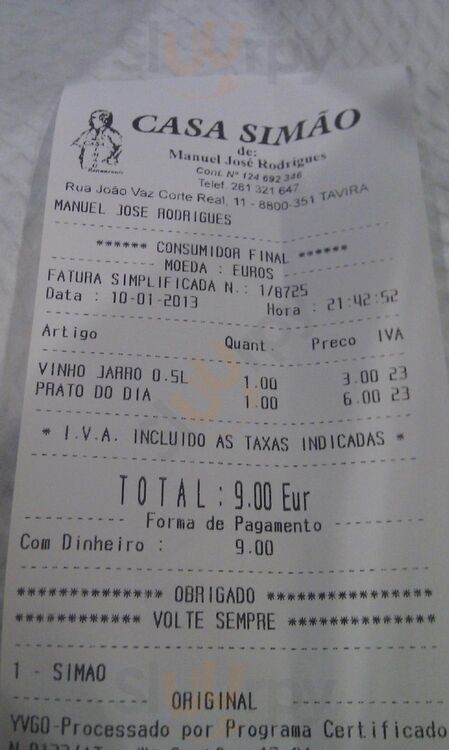 CASA SIMÃO
de:
Manuel José Rodrigues
Cont. Nº 124 692 346
Telef. 281 321 647
Rua João Vaz Corte Real, 11 - 8800-351 TAVIRA
MANUEL JOSE RODRIGUES
****** CONSUMIDOR FINAL ******
MOEDA : EUROS
FATURA SIMPLIFICADA N.: 1/8725
Data : 10-01-2013 Hora : 21:42:52
Artigo Quant. Preco IVA
VINHO JARRO 0.5L 1.00 3.00 23
PRATO DO DIA 1.00 6.00 23
* I.V.A. INCLUIDO AS TAXAS INDICADAS *
TOTAL : 9.00 Eur
Forma de Pagamento
Com Dinheiro : 9.00
************** OBRIGADO ****************
************ VOLTE SEMPRE **************
1 - SIMAO
ORIGINAL
YVGO-Processado por Programa Certificado